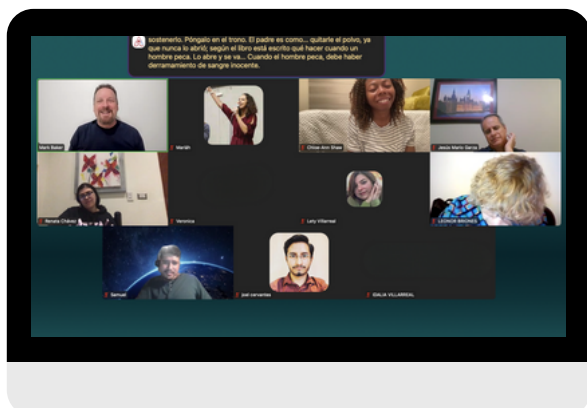 sostenerlo. Póngalo en el trono. El padre es como... quitarle el polvo, ya
que nunca lo abrió; según el libro está escrito qué hacer cuando un
hombre peca. Lo abre y se va... Cuando el hombre peca, debe haber
derramamiento de sangre inocente.
Mark Baker
Mariáh
Chloe-Ann Shaw
Jesús Mario Garza
Renata Chávez
Veronica
Lety Villarreal
LEONOR BRIONES
Samuel
joel cervantes
IDALIA VILLARREAL